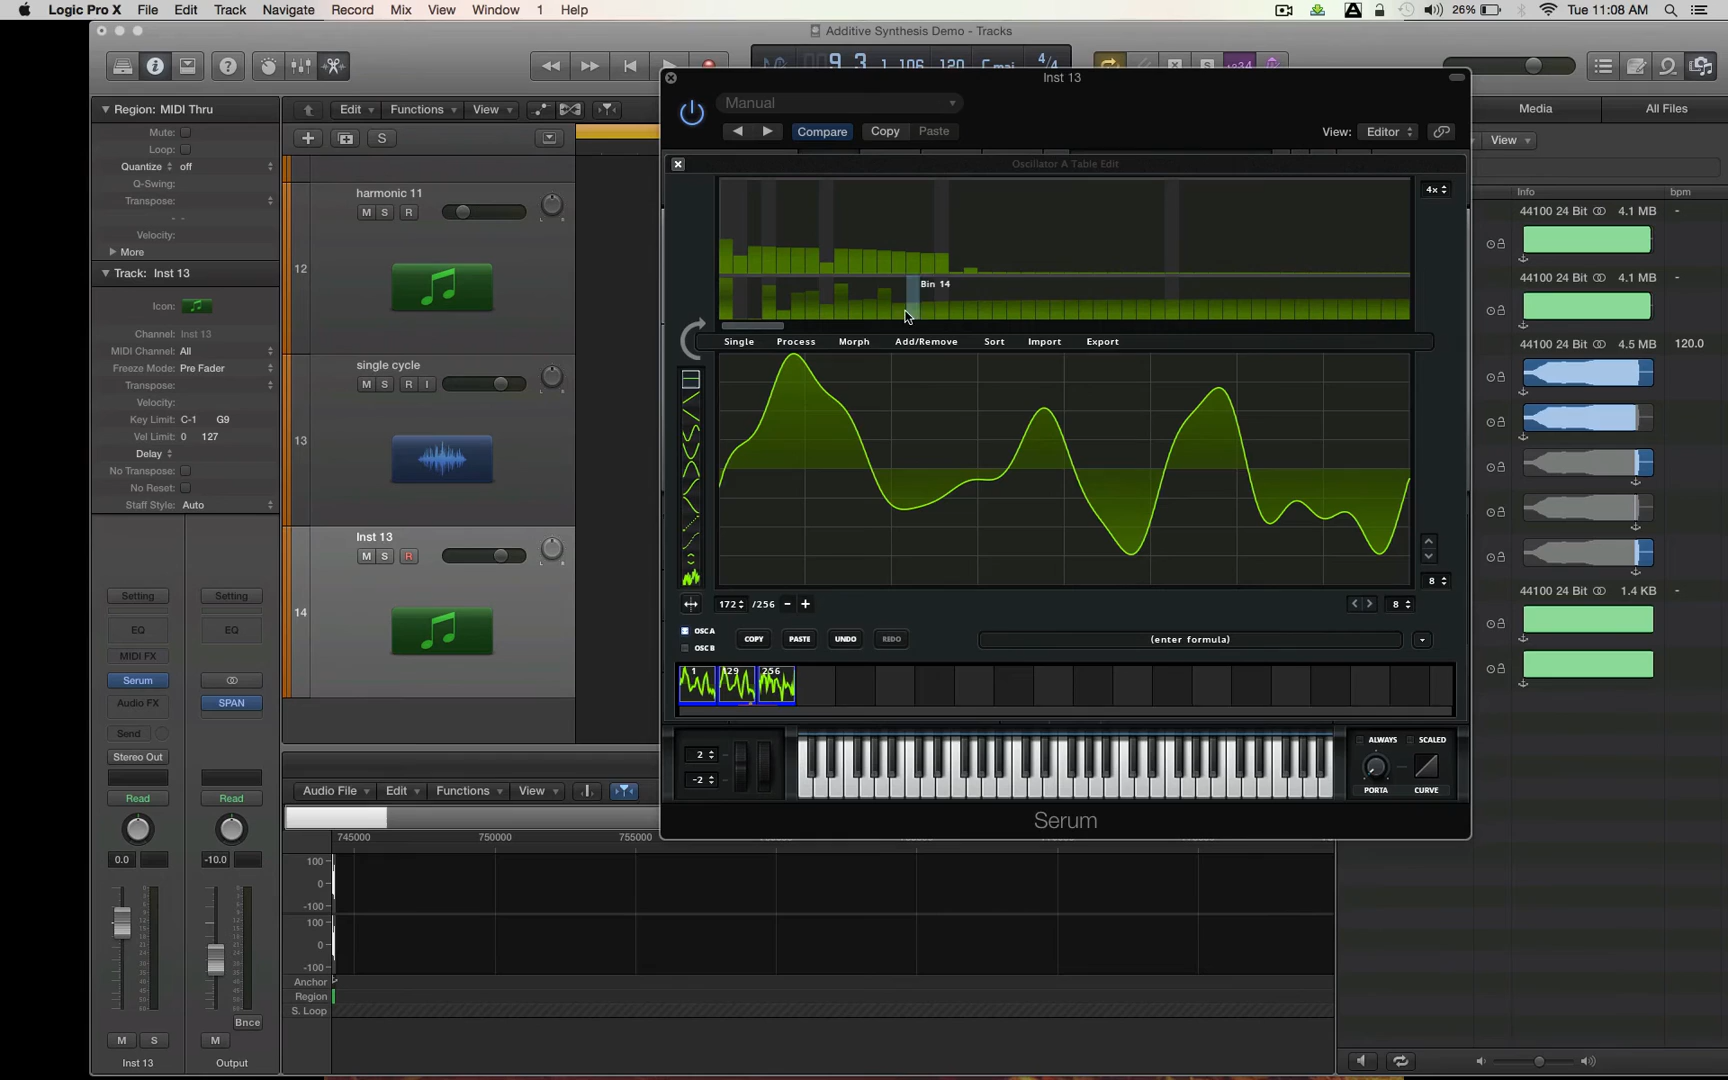 Logic Pro X File Edit Track Navigate Record Mix View Window 1 Help 26% Tue 11:08 AM
Additive Synthesis Demo - Tracks
9 3 1 106 120 C maj 4/4
Inst 13
Region: MIDI Thru
Mute:
Loop:
Quantize off
Q-Swing:
Transpose:
Velocity:
More
Track: Inst 13
Icon:
Channel: Inst 13
MIDI Channel: All
Freeze Mode: Pre Fader
Transpose:
Velocity:
Key Limit: C-1 G9
Vel Limit: 0 127
Delay
No Transpose:
No Reset:
Staff Style: Auto
Setting Setting
EQ EQ
MIDI FX
Serum
Audio FX SPAN
Send
Stereo Out
Read Read
0.0 -10.0
Bnce
M S M
Inst 13 Output
Edit Functions View
S
harmonic 11
M S R
12
single cycle
M S R I
13
Inst 13
M S R
14
Manual
Compare Copy Paste View: Editor
Oscillator A Table Edit
4x
Bin 14
Single Process Morph Add/Remove Sort Import Export
8
172 /256 - + 8
OSC A
OSC B
COPY PASTE UNDO REDO (enter formula)
1 129 256
2
-2
ALWAYS SCALED
PORTA CURVE
Serum
Audio File Edit Functions View
745000 750000 755000
100
0
-100
100
0
-100
Anchor
Region
S. Loop
Media All Files
View
Info bpm
44100 24 Bit 4.1 MB -
44100 24 Bit 4.1 MB -
44100 24 Bit 4.5 MB 120.0
44100 24 Bit 1.4 KB -